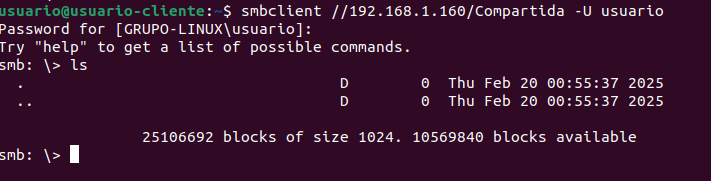 usuario@usuario-cliente:~$ smbclient //192.168.1.160/Compartida -U usuario
Password for [GRUPO-LINUX\usuario]:
Try "help" to get a list of possible commands.
smb: \> ls
  .                                   D        0  Thu Feb 20 00:55:37 2025
  ..                                  D        0  Thu Feb 20 00:55:37 2025
                25106692 blocks of size 1024. 10569840 blocks available
smb: \>